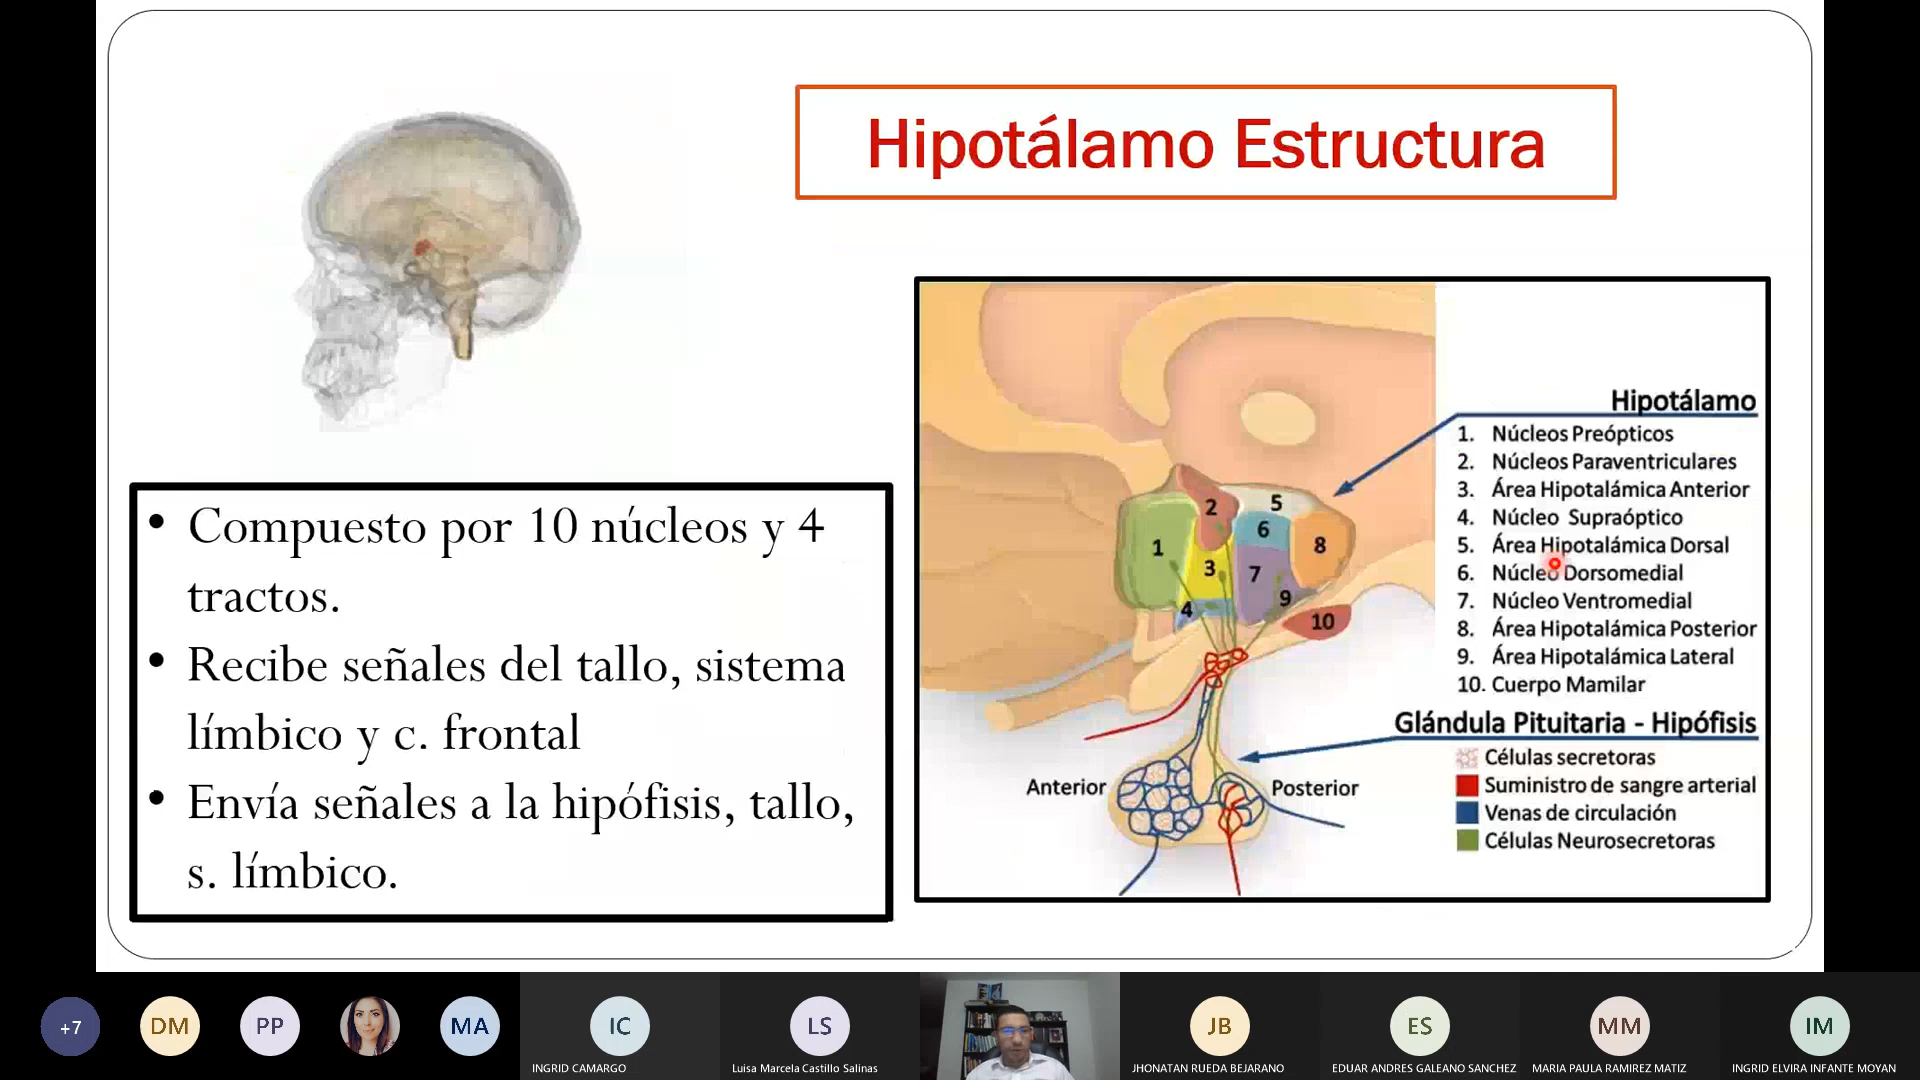 Hipotálamo Estructura
• Compuesto por 10 núcleos y 4
tractos.
• Recibe señales del tallo, sistema
límbico y c. frontal
• Envía señales a la hipófisis, tallo,
s. límbico.
1
2
3
4
5
6
7
8
9
10
Hipotálamo
1. Núcleos Preópticos
2. Núcleos Paraventriculares
3. Área Hipotalámica Anterior
4. Núcleo Supraóptico
5. Área Hipotalámica Dorsal
6. Núcleo Dorsomedial
7. Núcleo Ventromedial
8. Área Hipotalámica Posterior
9. Área Hipotalámica Lateral
10. Cuerpo Mamilar
Glándula Pituitaria - Hipófisis
Células secretoras
Suministro de sangre arterial
Venas de circulación
Células Neurosecretoras
Anterior
Posterior
+7
DM
PP
MA
IC
INGRID CAMARGO
LS
Luisa Marcela Castillo Salinas
JB
JHONATAN RUEDA BEJARANO
ES
EDUAR ANDRES GALEANO SANCHEZ
MM
MARIA PAULA RAMIREZ MATIZ
IM
INGRID ELVIRA INFANTE MOYAN